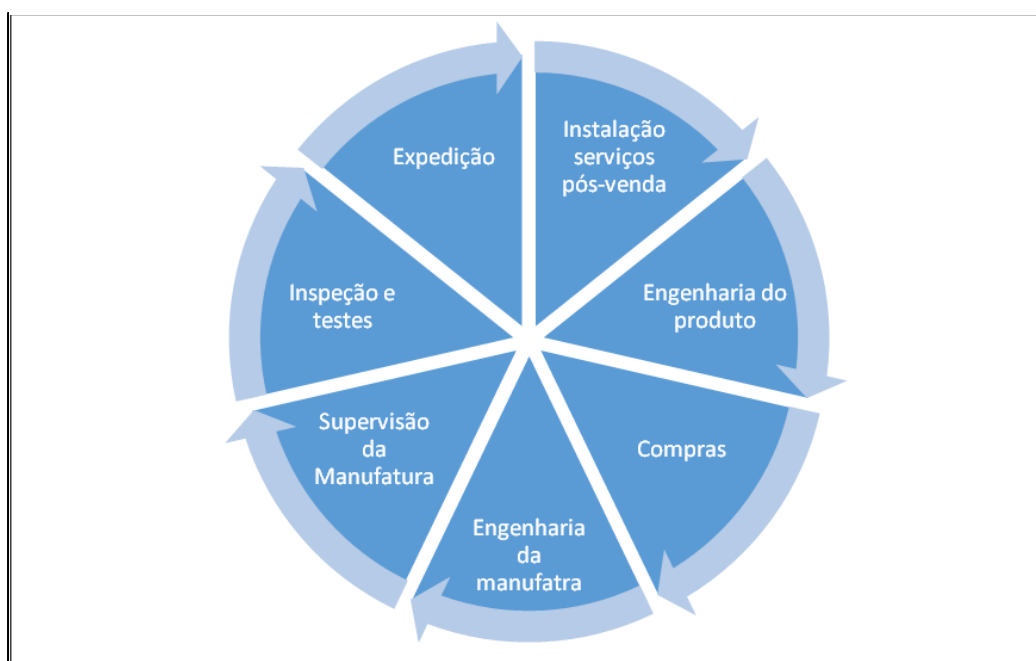 Expedição
Instalação
serviços
pós-venda
Inspeção e
testes
Engenharia do
produto
Supervisão
da
Manufatura
Compras
Engenharia
da
manufatra